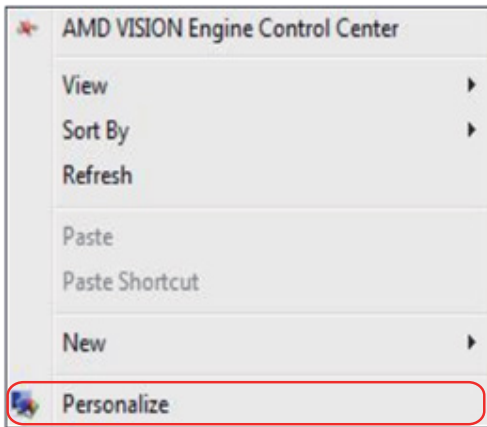 AMD VISION Engine Control Center
View
Sort By
Refresh
Paste
Paste Shortcut
New
Personalize